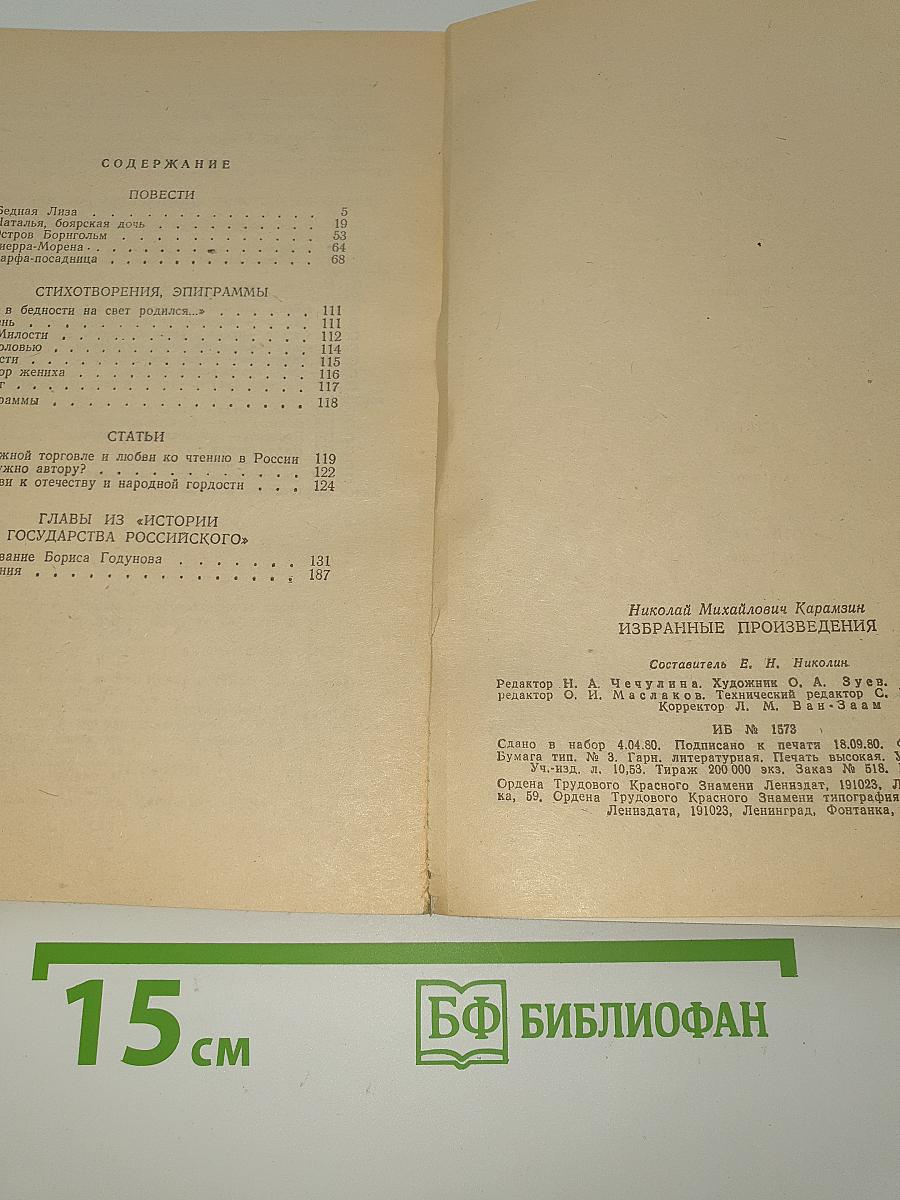 СОДЕРЖАНИЕ
ПОВЕСТИ
Бедная Лиза . . . . . . . . . . . . . 5
Наталья, боярская дочь . . . . . . . . . 19
Остров Борнгольм . . . . . . . . . . . 53
иерра-Морена . . . . . . . . . . . . 64
арфа-посадница . . . . . . . . . . . 68
СТИХОТВОРЕНИЯ, ЭПИГРАММЫ
в бедности на свет родился...» . . . . . . 111
ень . . . . . . . . . . . . . . . 111
Милости . . . . . . . . . . . . . 112
оловью . . . . . . . . . . . . . . 114
сти . . . . . . . . . . . . . . . 115
ор жениха . . . . . . . . . . . . . 116
г . . . . . . . . . . . . . . . . 117
раммы . . . . . . . . . . . . . . 118
СТАТЬИ
жной торговле и любви ко чтению в России 119
ужно автору? . . . . . . . . . . . . 122
ви к отечеству и народной гордости . . . 124
ГЛАВЫ ИЗ «ИСТОРИИ
ГОСУДАРСТВА РОССИЙСКОГО»
вание Бориса Годунова . . . . . . . . 131
ния . . . . . . . . . . . . . . . 187
Николай Михайлович Карамзин
ИЗБРАННЫЕ ПРОИЗВЕДЕНИЯ
Составитель Е. Н. Николин
Редактор Н. А. Чечулина. Художник О. А. Зуев.
редактор О. И. Маслаков. Технический редактор С.
Корректор Л. М. Ван-Заам
ИБ № 1573
Сдано в набор 4.04.80. Подписано к печати 18.09.80.
Бумага тип. № 3. Гарн. литературная. Печать высокая.
Уч.-изд. л. 10,53. Тираж 200 000 экз. Заказ № 518.
Ордена Трудового Красного Знамени Лениздат, 191023,
ка, 59. Ордена Трудового Красного Знамени типография
Лениздата, 191023, Ленинград, Фонтанка,
15 см
БФ БИБЛИОФАН